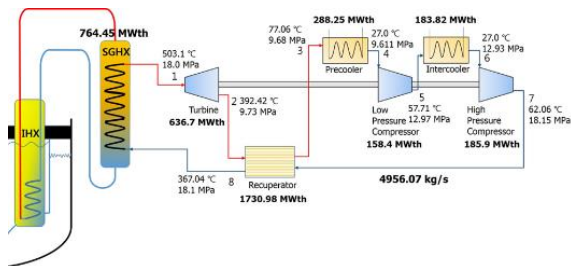 764.45 MWth
SGHX
IHX
503.1 ℃
18.0 MPa
1
Turbine
636.7 MWth
2
392.42 ℃
9.73 MPa
77.06 ℃
9.68 MPa
3
288.25 MWth
Precooler
27.0 ℃
9.611 MPa
4
Low
Pressure
Compressor
158.4 MWth
5
57.71 ℃
12.97 MPa
183.82 MWth
Intercooler
27.0 ℃
12.93 MPa
6
High
Pressure
Compressor
185.9 MWth
7
62.06 ℃
18.15 MPa
4956.07 kg/s
Recuperator
1730.98 MWth
367.04 ℃
18.1 MPa
8